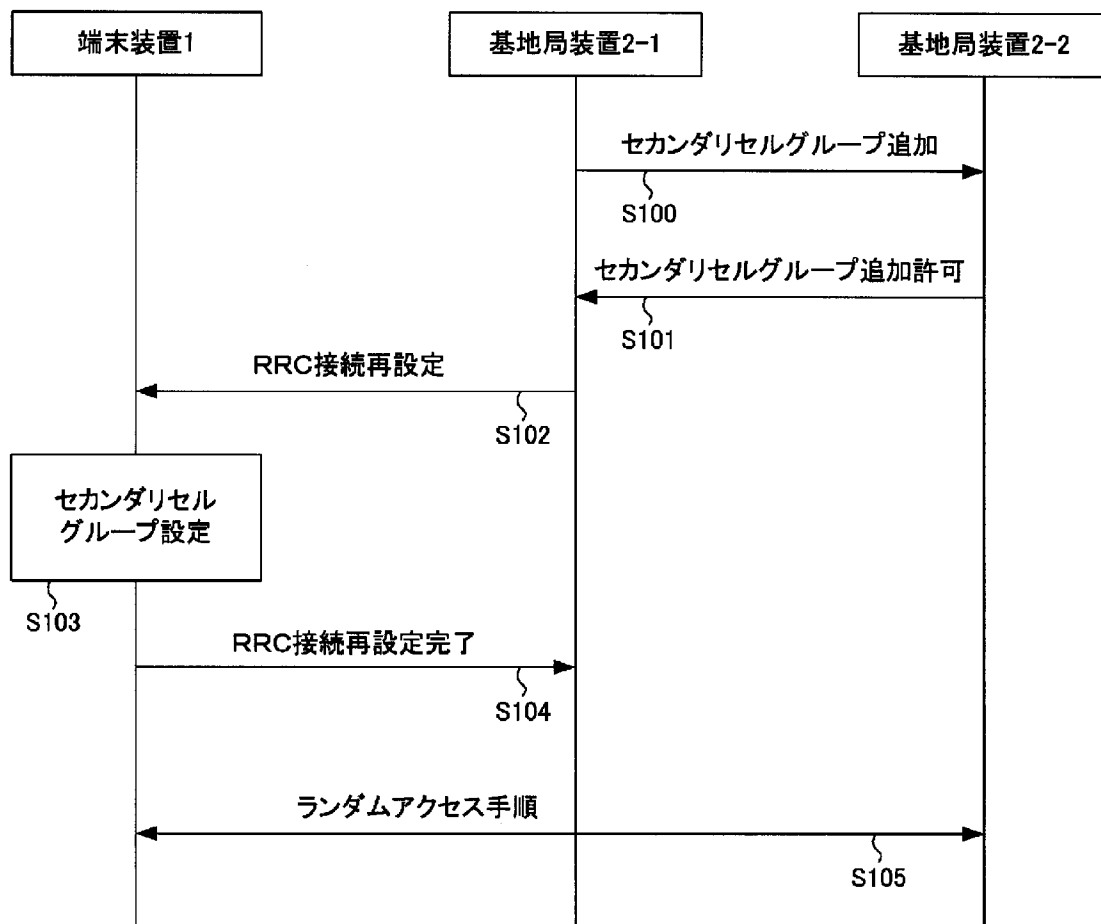 端末装置1
基地局装置2-1
基地局装置2-2
セカンダリセルグループ追加
S100
セカンダリセルグループ追加許可
S101
RRC接続再設定
S102
セカンダリセル
グループ設定
S103
RRC接続再設定完了
S104
ランダムアクセス手順
S105